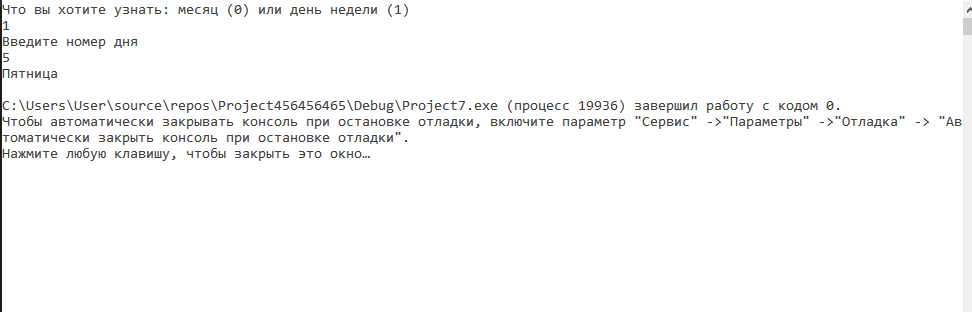 Что вы хотите узнать: месяц (0) или день недели (1)
1
Введите номер дня
5
Пятница
C:\Users\User\source\repos\Project456456465\Debug\Project7.exe (процесс 19936) завершил работу с кодом 0.
Чтобы автоматически закрывать консоль при остановке отладки, включите параметр "Сервис" ->"Параметры" ->"Отладка" -> "Ав
томатически закрыть консоль при остановке отладки".
Нажмите любую клавишу, чтобы закрыть это окно…